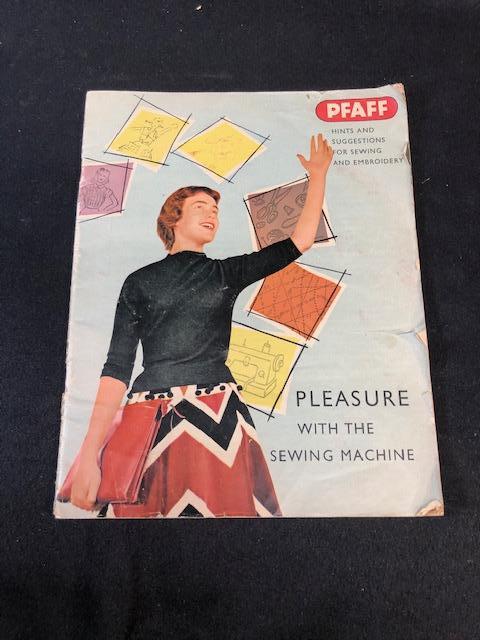 PFAFF
HINTS AND
SUGGESTIONS
FOR SEWING
AND EMBROIDERY
PLEASURE
WITH THE
SEWING MACHINE